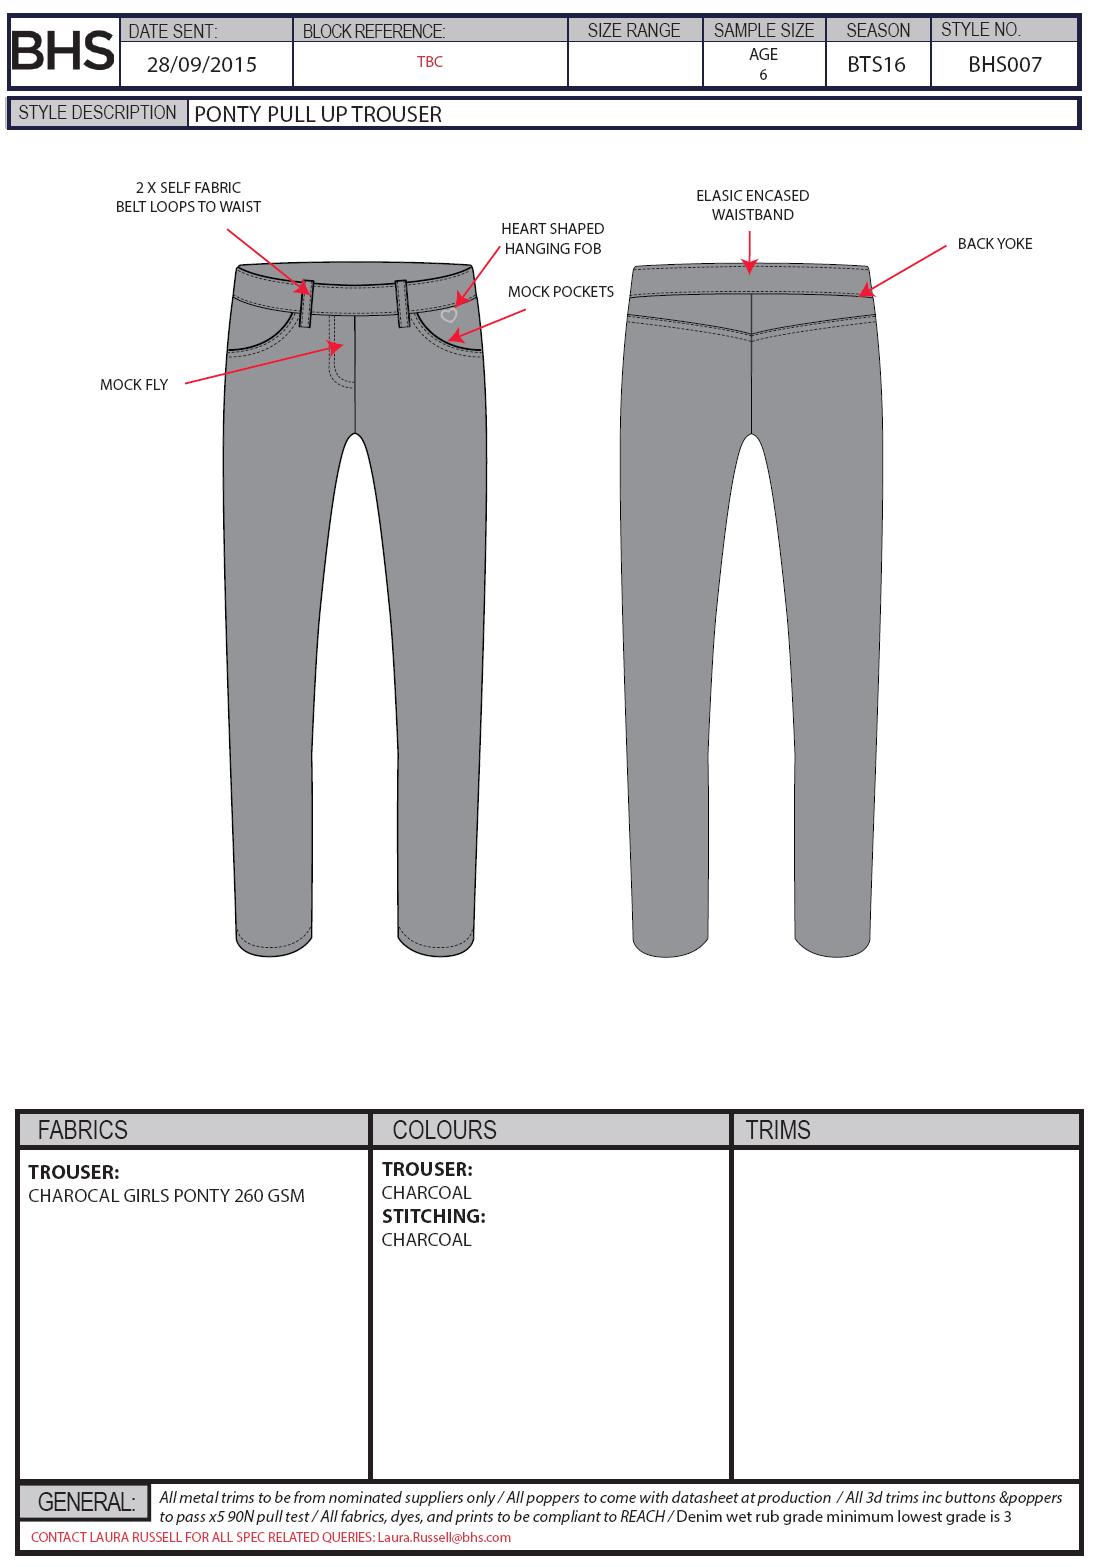 BHS
DATE SENT:
28/09/2015
BLOCK REFERENCE:
TBC
SIZE RANGE
SAMPLE SIZE
AGE
6
SEASON
BTS16
STYLE NO.
BHS007
STYLE DESCRIPTION
PONTY PULL UP TROUSER
2 X SELF FABRIC
BELT LOOPS TO WAIST
HEART SHAPED
HANGING FOB
MOCK POCKETS
MOCK FLY
ELASIC ENCASED
WAISTBAND
BACK YOKE
FABRICS
TROUSER:
CHAROCAL GIRLS PONTY 260 GSM
COLOURS
TROUSER:
CHARCOAL
STITCHING:
CHARCOAL
TRIMS
GENERAL:
All metal trims to be from nominated suppliers only / All poppers to come with datasheet at production / All 3d trims inc buttons &poppers
to pass x5 90N pull test / All fabrics, dyes, and prints to be compliant to REACH / Denim wet rub grade minimum lowest grade is 3
CONTACT LAURA RUSSELL FOR ALL SPEC RELATED QUERIES: Laura.Russell@bhs.com